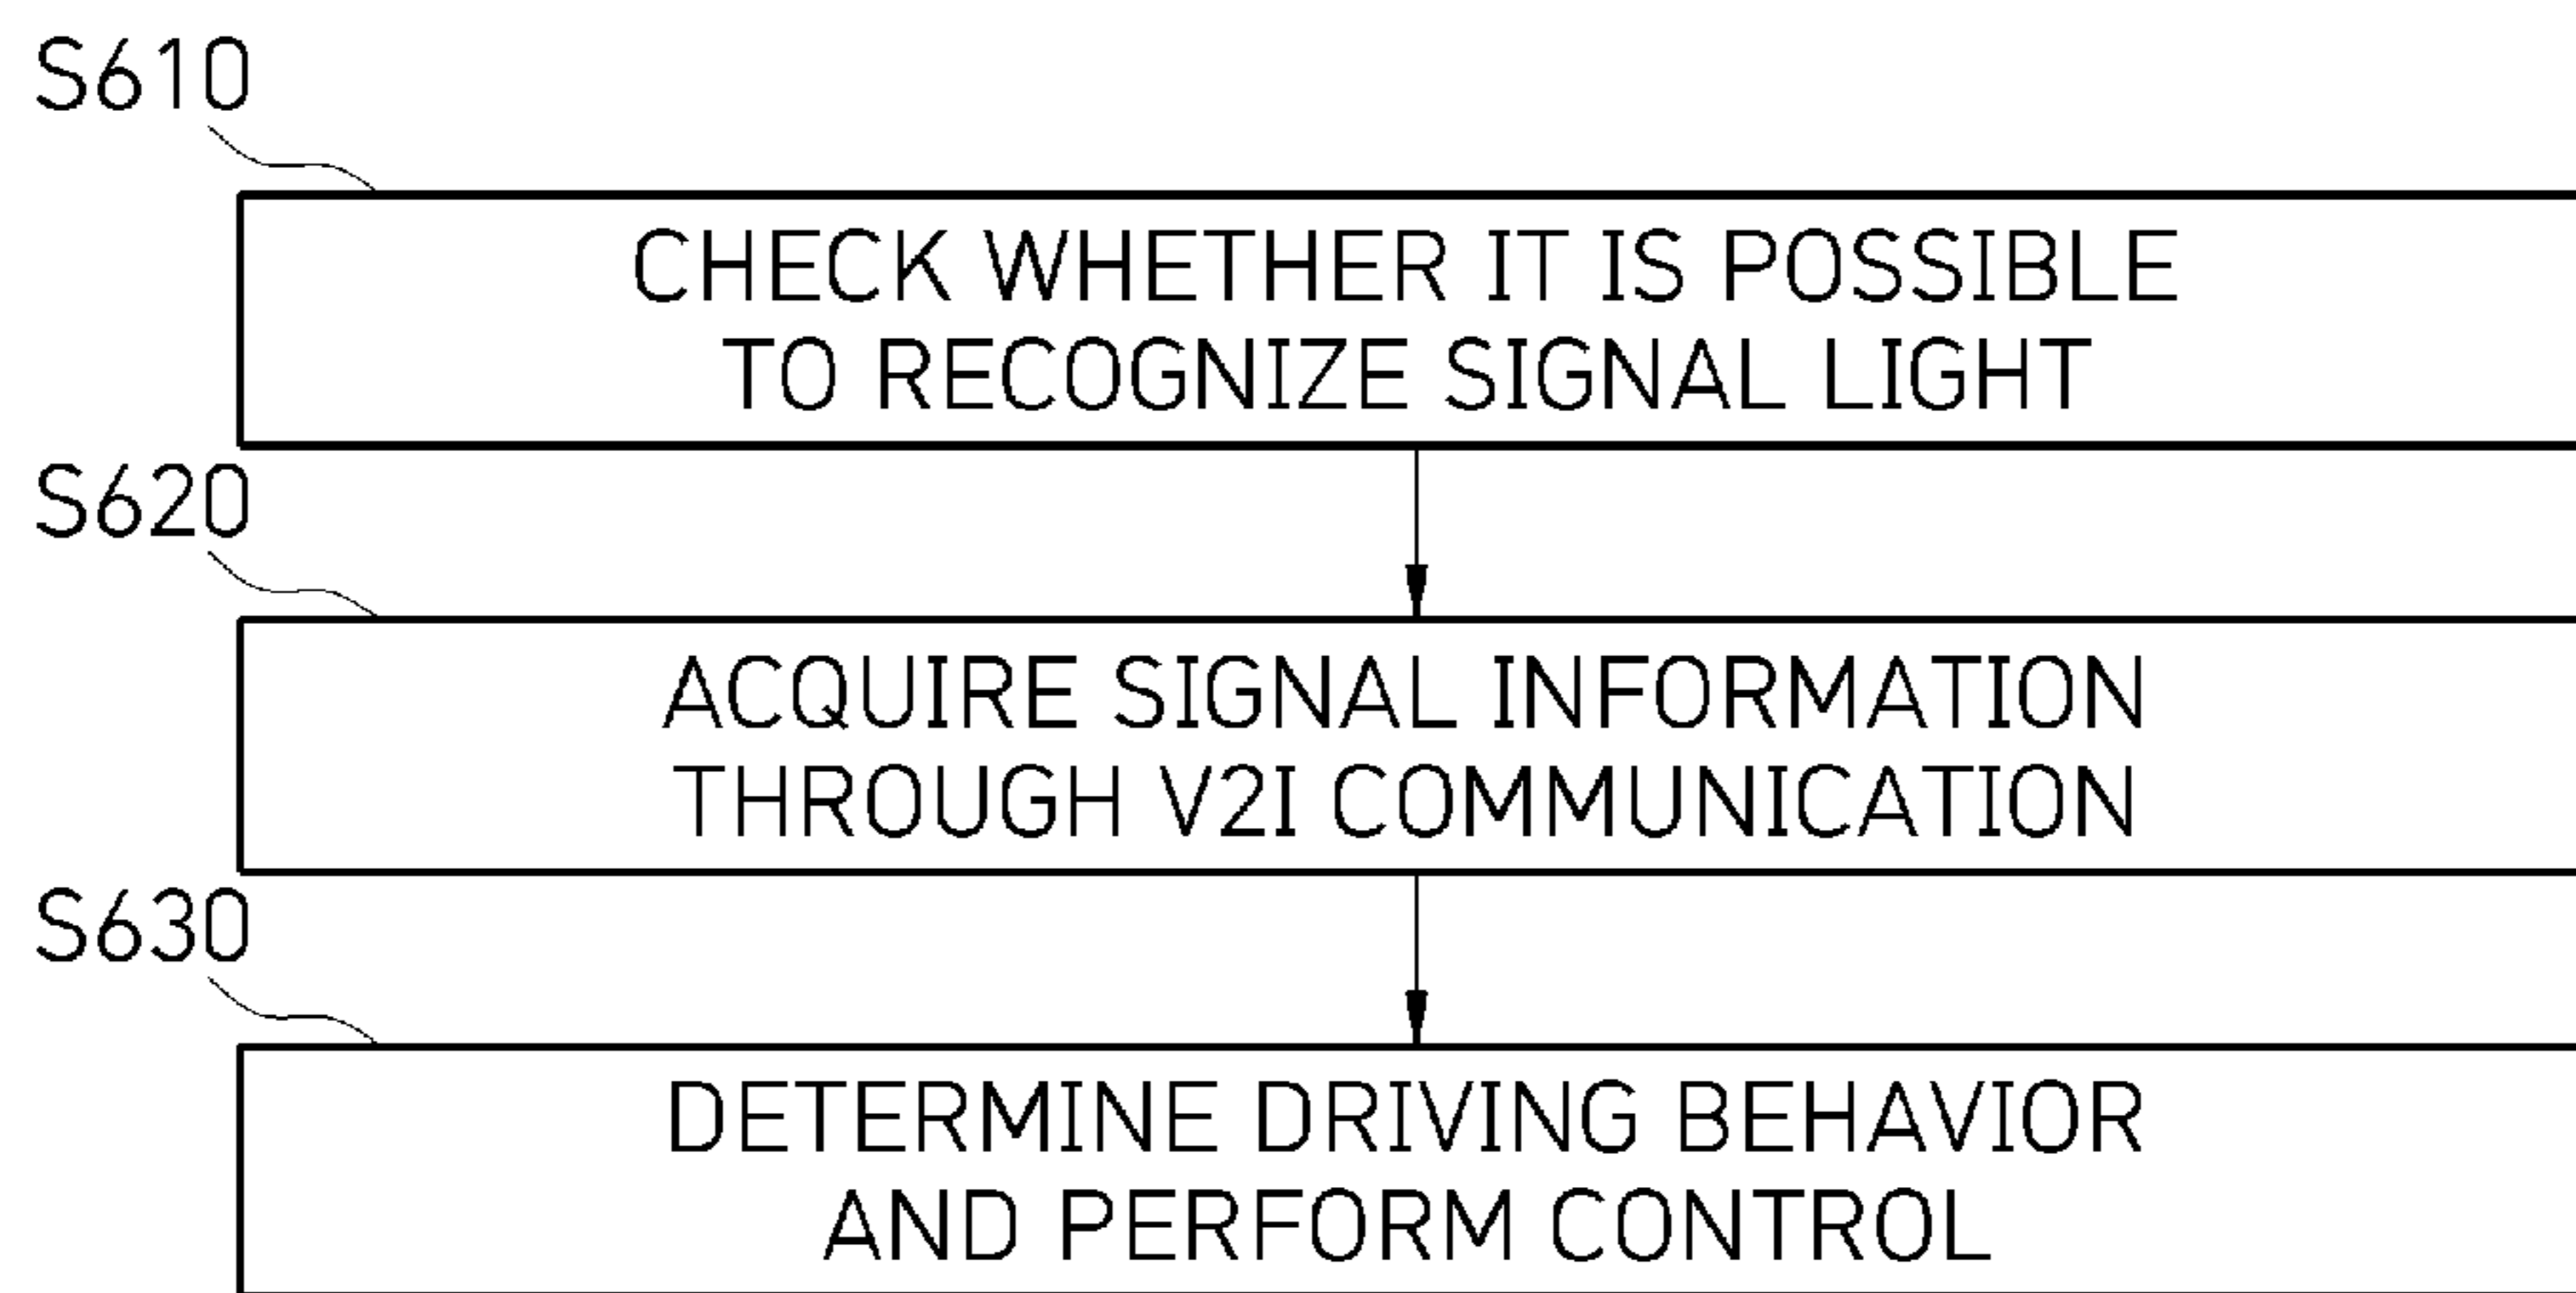 S610
CHECK WHETHER IT IS POSSIBLE
TO RECOGNIZE SIGNAL LIGHT
S620
ACQUIRE SIGNAL INFORMATION
THROUGH V2I COMMUNICATION
S630
DETERMINE DRIVING BEHAVIOR
AND PERFORM CONTROL